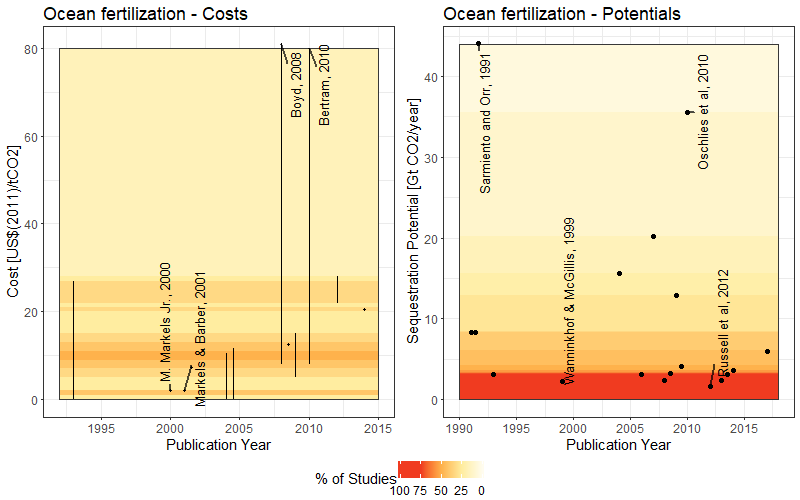 Ocean fertilization - Costs
Cost [US$(2011)/tCO2]
80
60
40
20
0
Boyd, 2008
Bertram, 2010
M. Markels Jr., 2000
Markels & Barber, 2001
1995
2000
2005
2010
2015
Publication Year
Ocean fertilization - Potentials
Sequestration Potential [Gt CO2/year]
40
30
20
10
0
Sarmiento and Orr, 1991
Oschlies et al, 2010
Wanninkhof & McGillis, 1999
Russell et al, 2012
1990
1995
2000
2005
2010
2015
Publication Year
% of Studies
100 75 50 25 0